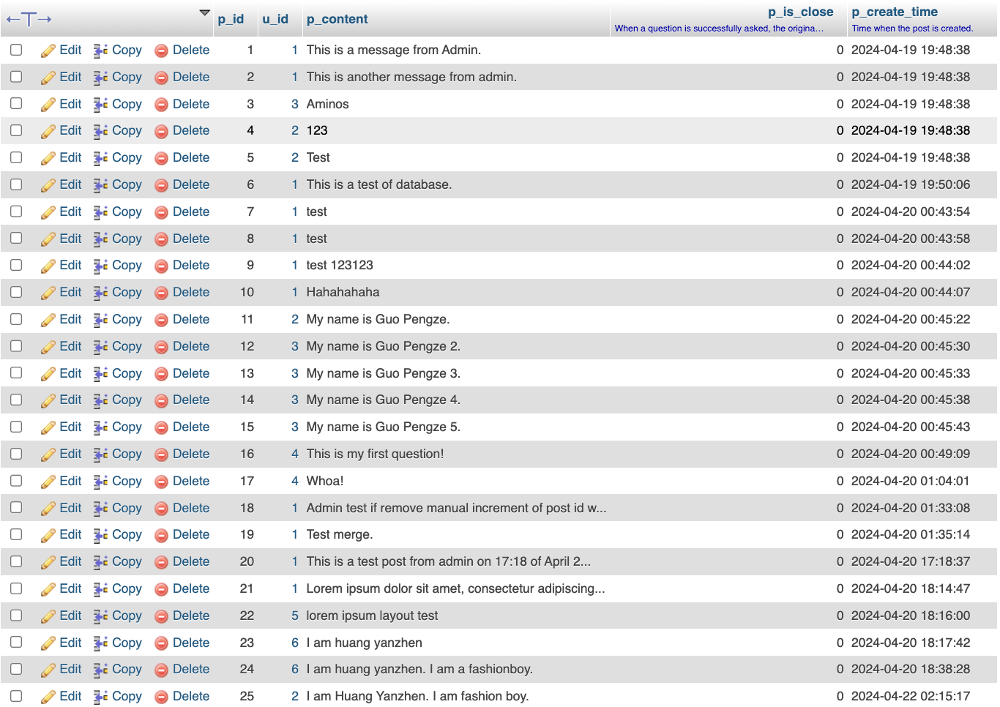 ←T→ p_id u_id p_content p_is_close p_create_time
When a question is successfully asked, the origina... Time when the post is created.
Edit Copy Delete 1 1 This is a message from Admin. 0 2024-04-19 19:48:38
Edit Copy Delete 2 1 This is another message from admin. 0 2024-04-19 19:48:38
Edit Copy Delete 3 3 Aminos 0 2024-04-19 19:48:38
Edit Copy Delete 4 2 123 0 2024-04-19 19:48:38
Edit Copy Delete 5 2 Test 0 2024-04-19 19:48:38
Edit Copy Delete 6 1 This is a test of database. 0 2024-04-19 19:50:06
Edit Copy Delete 7 1 test 0 2024-04-20 00:43:54
Edit Copy Delete 8 1 test 0 2024-04-20 00:43:58
Edit Copy Delete 9 1 test 123123 0 2024-04-20 00:44:02
Edit Copy Delete 10 1 Hahahahaha 0 2024-04-20 00:44:07
Edit Copy Delete 11 2 My name is Guo Pengze. 0 2024-04-20 00:45:22
Edit Copy Delete 12 3 My name is Guo Pengze 2. 0 2024-04-20 00:45:30
Edit Copy Delete 13 3 My name is Guo Pengze 3. 0 2024-04-20 00:45:33
Edit Copy Delete 14 3 My name is Guo Pengze 4. 0 2024-04-20 00:45:38
Edit Copy Delete 15 3 My name is Guo Pengze 5. 0 2024-04-20 00:45:43
Edit Copy Delete 16 4 This is my first question! 0 2024-04-20 00:49:09
Edit Copy Delete 17 4 Whoa! 0 2024-04-20 01:04:01
Edit Copy Delete 18 1 Admin test if remove manual increment of post id w... 0 2024-04-20 01:33:08
Edit Copy Delete 19 1 Test merge. 0 2024-04-20 01:35:14
Edit Copy Delete 20 1 This is a test post from admin on 17:18 of April 2... 0 2024-04-20 17:18:37
Edit Copy Delete 21 1 Lorem ipsum dolor sit amet, consectetur adipiscing... 0 2024-04-20 18:14:47
Edit Copy Delete 22 5 lorem ipsum layout test 0 2024-04-20 18:16:00
Edit Copy Delete 23 6 I am huang yanzhen 0 2024-04-20 18:17:42
Edit Copy Delete 24 6 I am huang yanzhen. I am a fashionboy. 0 2024-04-20 18:38:28
Edit Copy Delete 25 2 I am Huang Yanzhen. I am fashion boy. 0 2024-04-22 02:15:17